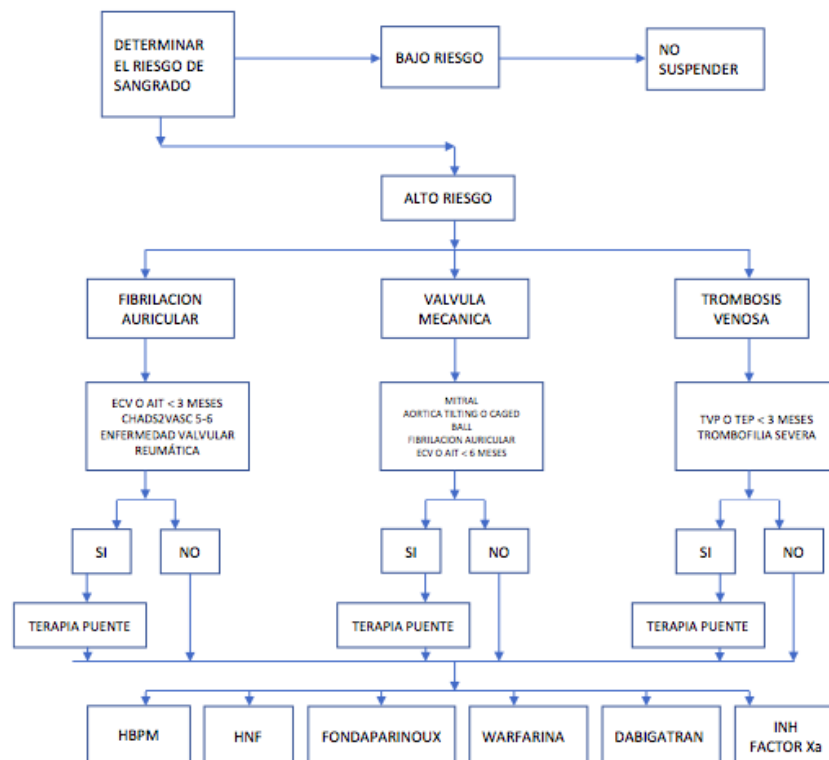 DETERMINAR
EL RIESGO DE
SANGRADO
BAJO RIESGO
NO
SUSPENDER
ALTO RIESGO
FIBRILACION
AURICULAR
VALVULA
MECANICA
TROMBOSIS
VENOSA
ECV O AIT < 3 MESES
CHADS2VASC 5-6
ENFERMEDAD VALVULAR
REUMÁTICA
MITRAL
AORTICA TILTING O CAGED
BALL
FIBRILACION AURICULAR
ECV O AIT < 6 MESES
TVP O TEP < 3 MESES
TROMBOFILIA SEVERA
SI
NO
SI
NO
SI
NO
TERAPIA PUENTE
TERAPIA PUENTE
TERAPIA PUENTE
HBPM
HNF
FONDAPARINOUX
WARFARINA
DABIGATRAN
INH
FACTOR Xa